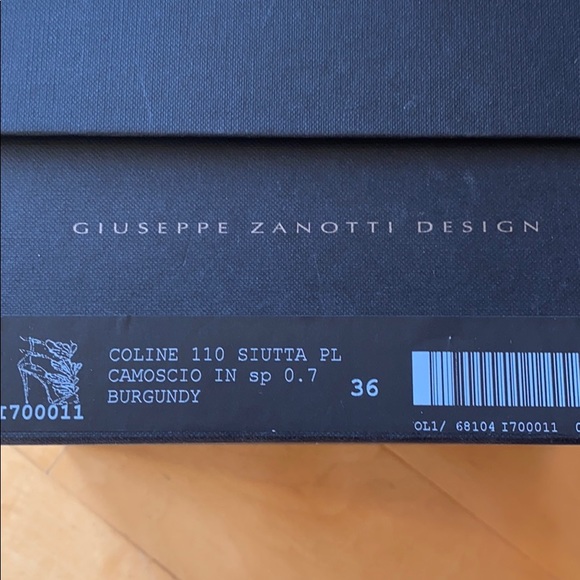 GIUSEPPE ZANOTTI DESIGN
COLINE 110 SIUTTA PL
CAMOSCIO IN sp 0.7
BURGUNDY
36
I700011
OL1/ 68104 I700011